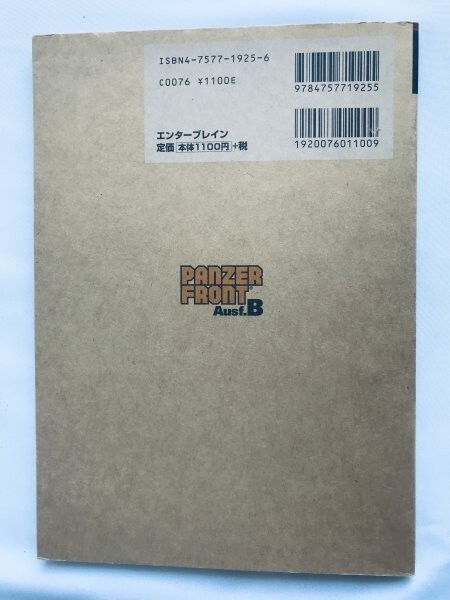 ISBN4-7577-1925-6
C0076 ¥1100E
9784757719255
エンターブレイン
定価 本体1100円 +税
1920076011009
PANZER
FRONT
Ausf.B